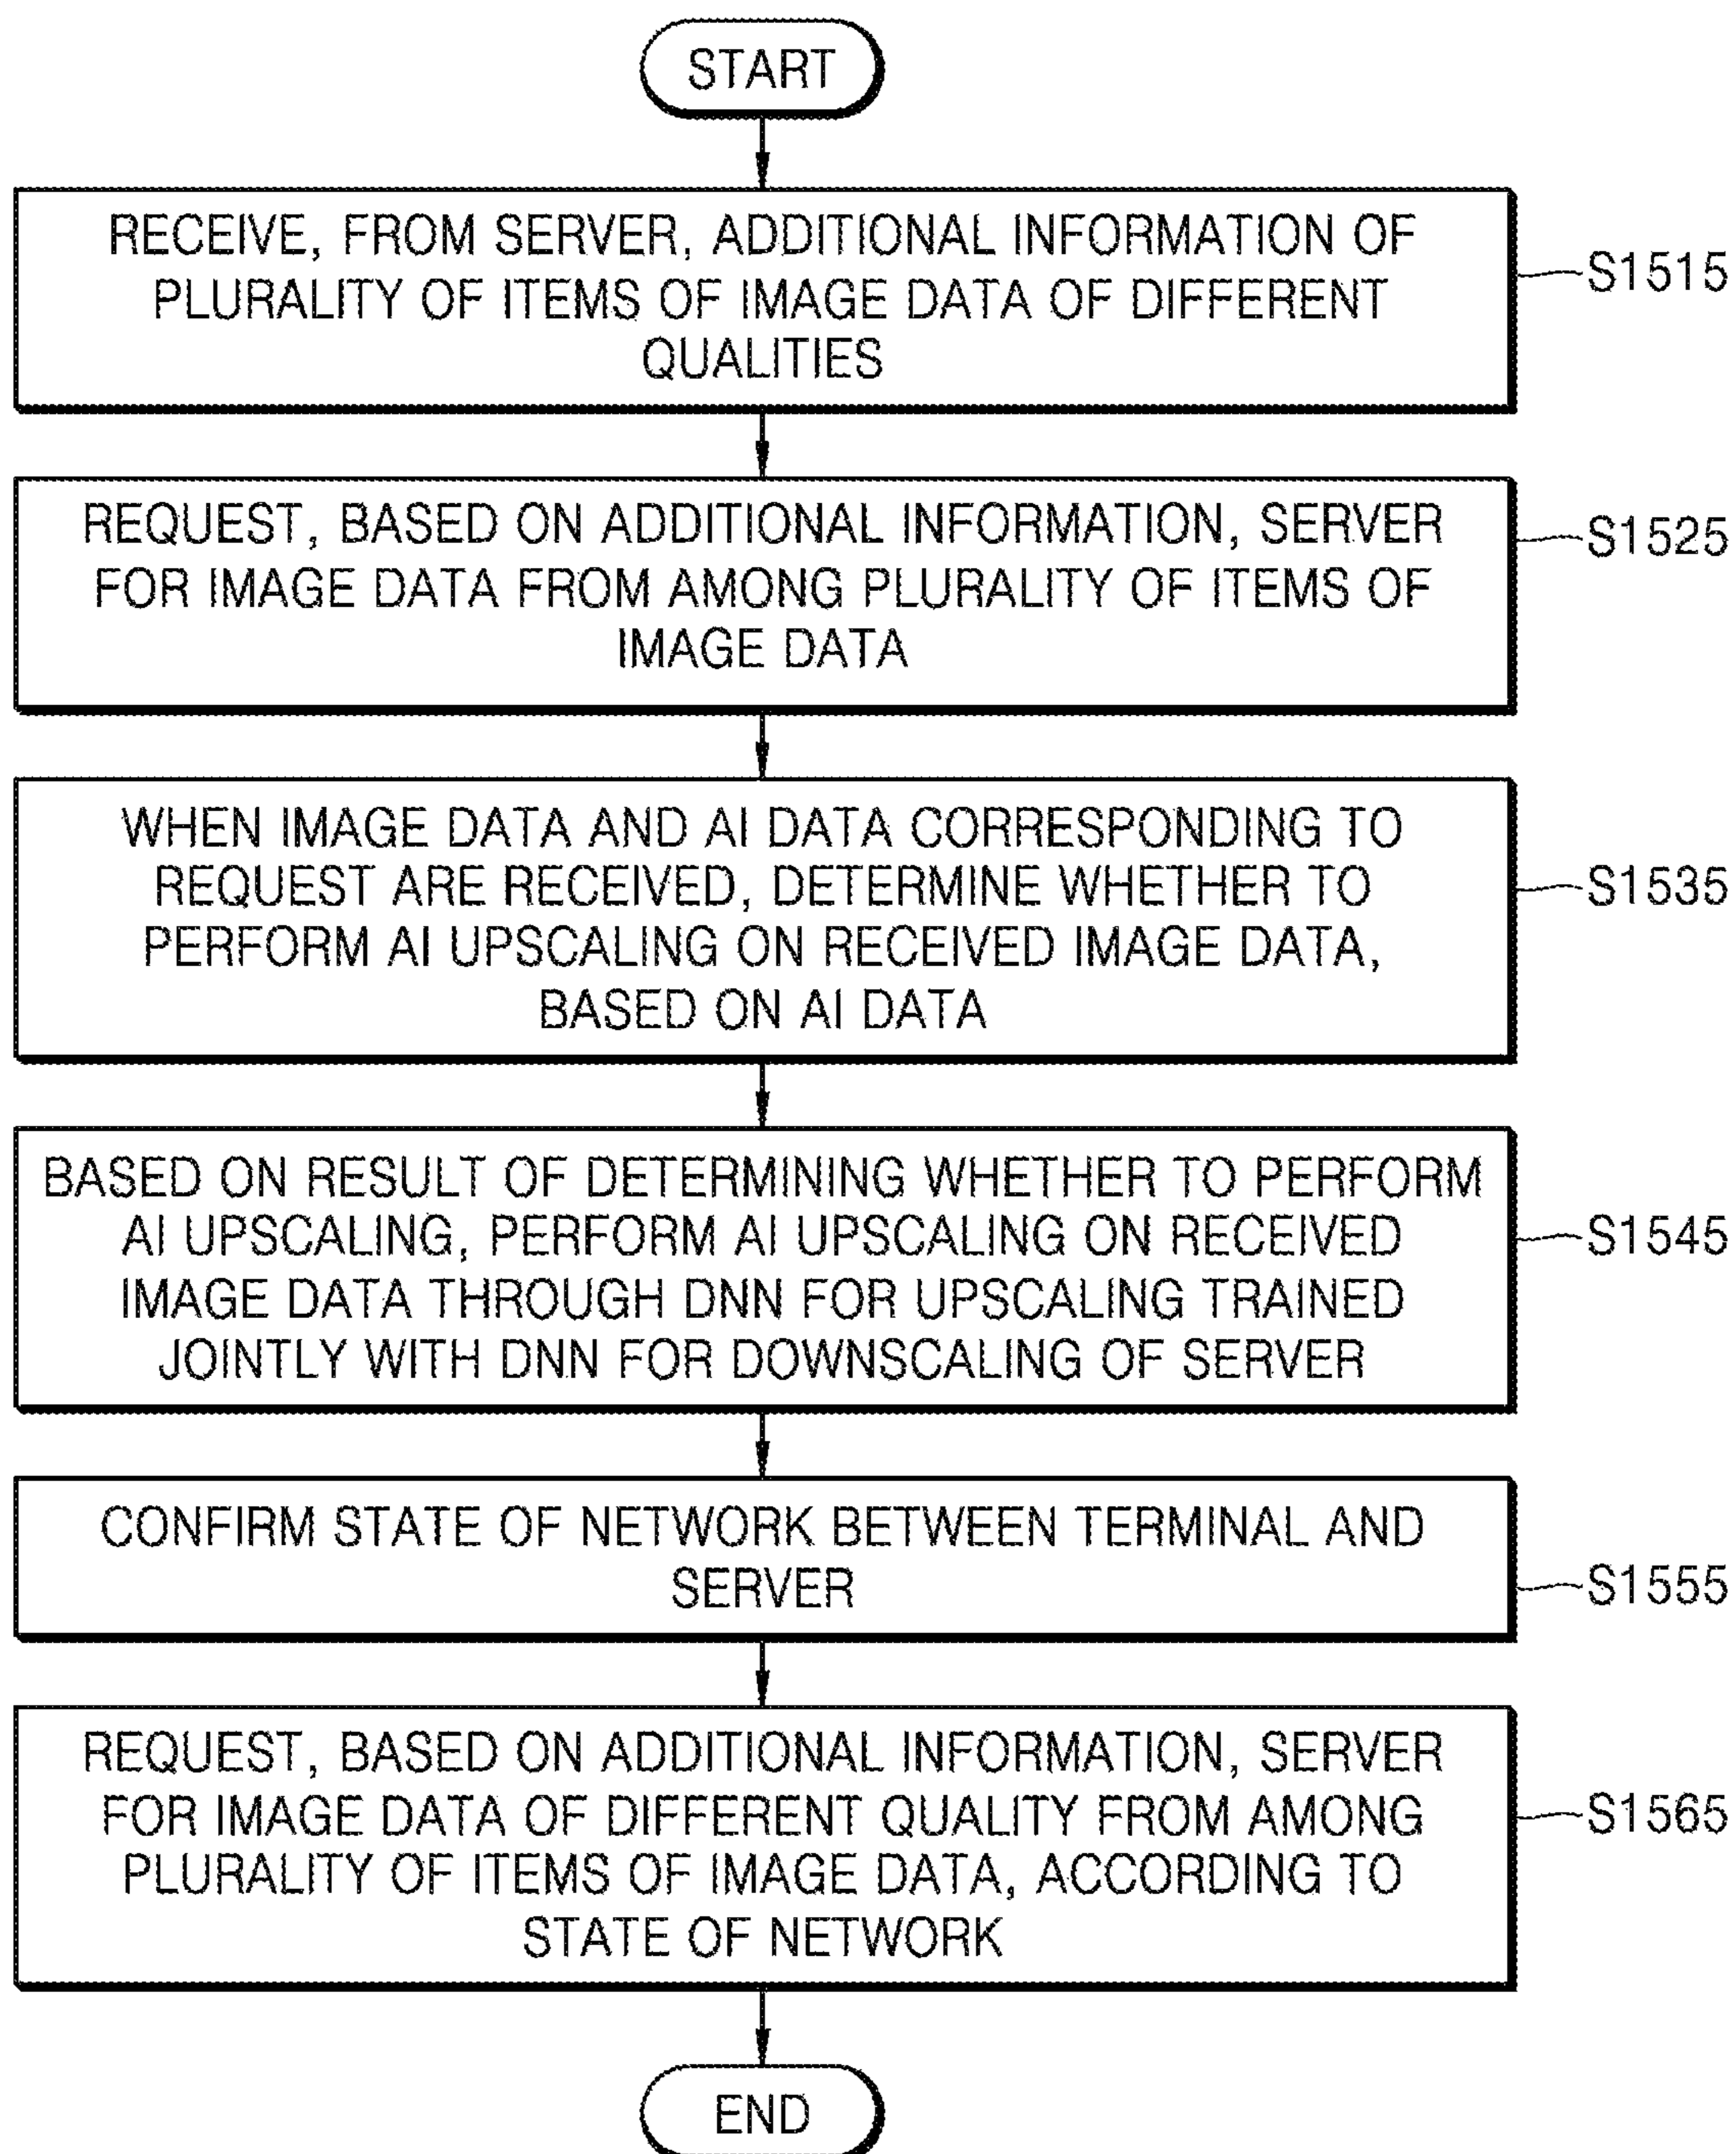 START
RECEIVE, FROM SERVER, ADDITIONAL INFORMATION OF
PLURALITY OF ITEMS OF IMAGE DATA OF DIFFERENT
QUALITIES
S1515
REQUEST, BASED ON ADDITIONAL INFORMATION, SERVER
FOR IMAGE DATA FROM AMONG PLURALITY OF ITEMS OF
IMAGE DATA
S1525
WHEN IMAGE DATA AND AI DATA CORRESPONDING TO
REQUEST ARE RECEIVED, DETERMINE WHETHER TO
PERFORM AI UPSCALING ON RECEIVED IMAGE DATA,
BASED ON AI DATA
S1535
BASED ON RESULT OF DETERMINING WHETHER TO PERFORM
AI UPSCALING, PERFORM AI UPSCALING ON RECEIVED
IMAGE DATA THROUGH DNN FOR UPSCALING TRAINED
JOINTLY WITH DNN FOR DOWNSCALING OF SERVER
S1545
CONFIRM STATE OF NETWORK BETWEEN TERMINAL AND
SERVER
S1555
REQUEST, BASED ON ADDITIONAL INFORMATION, SERVER
FOR IMAGE DATA OF DIFFERENT QUALITY FROM AMONG
PLURALITY OF ITEMS OF IMAGE DATA, ACCORDING TO
STATE OF NETWORK
S1565
END